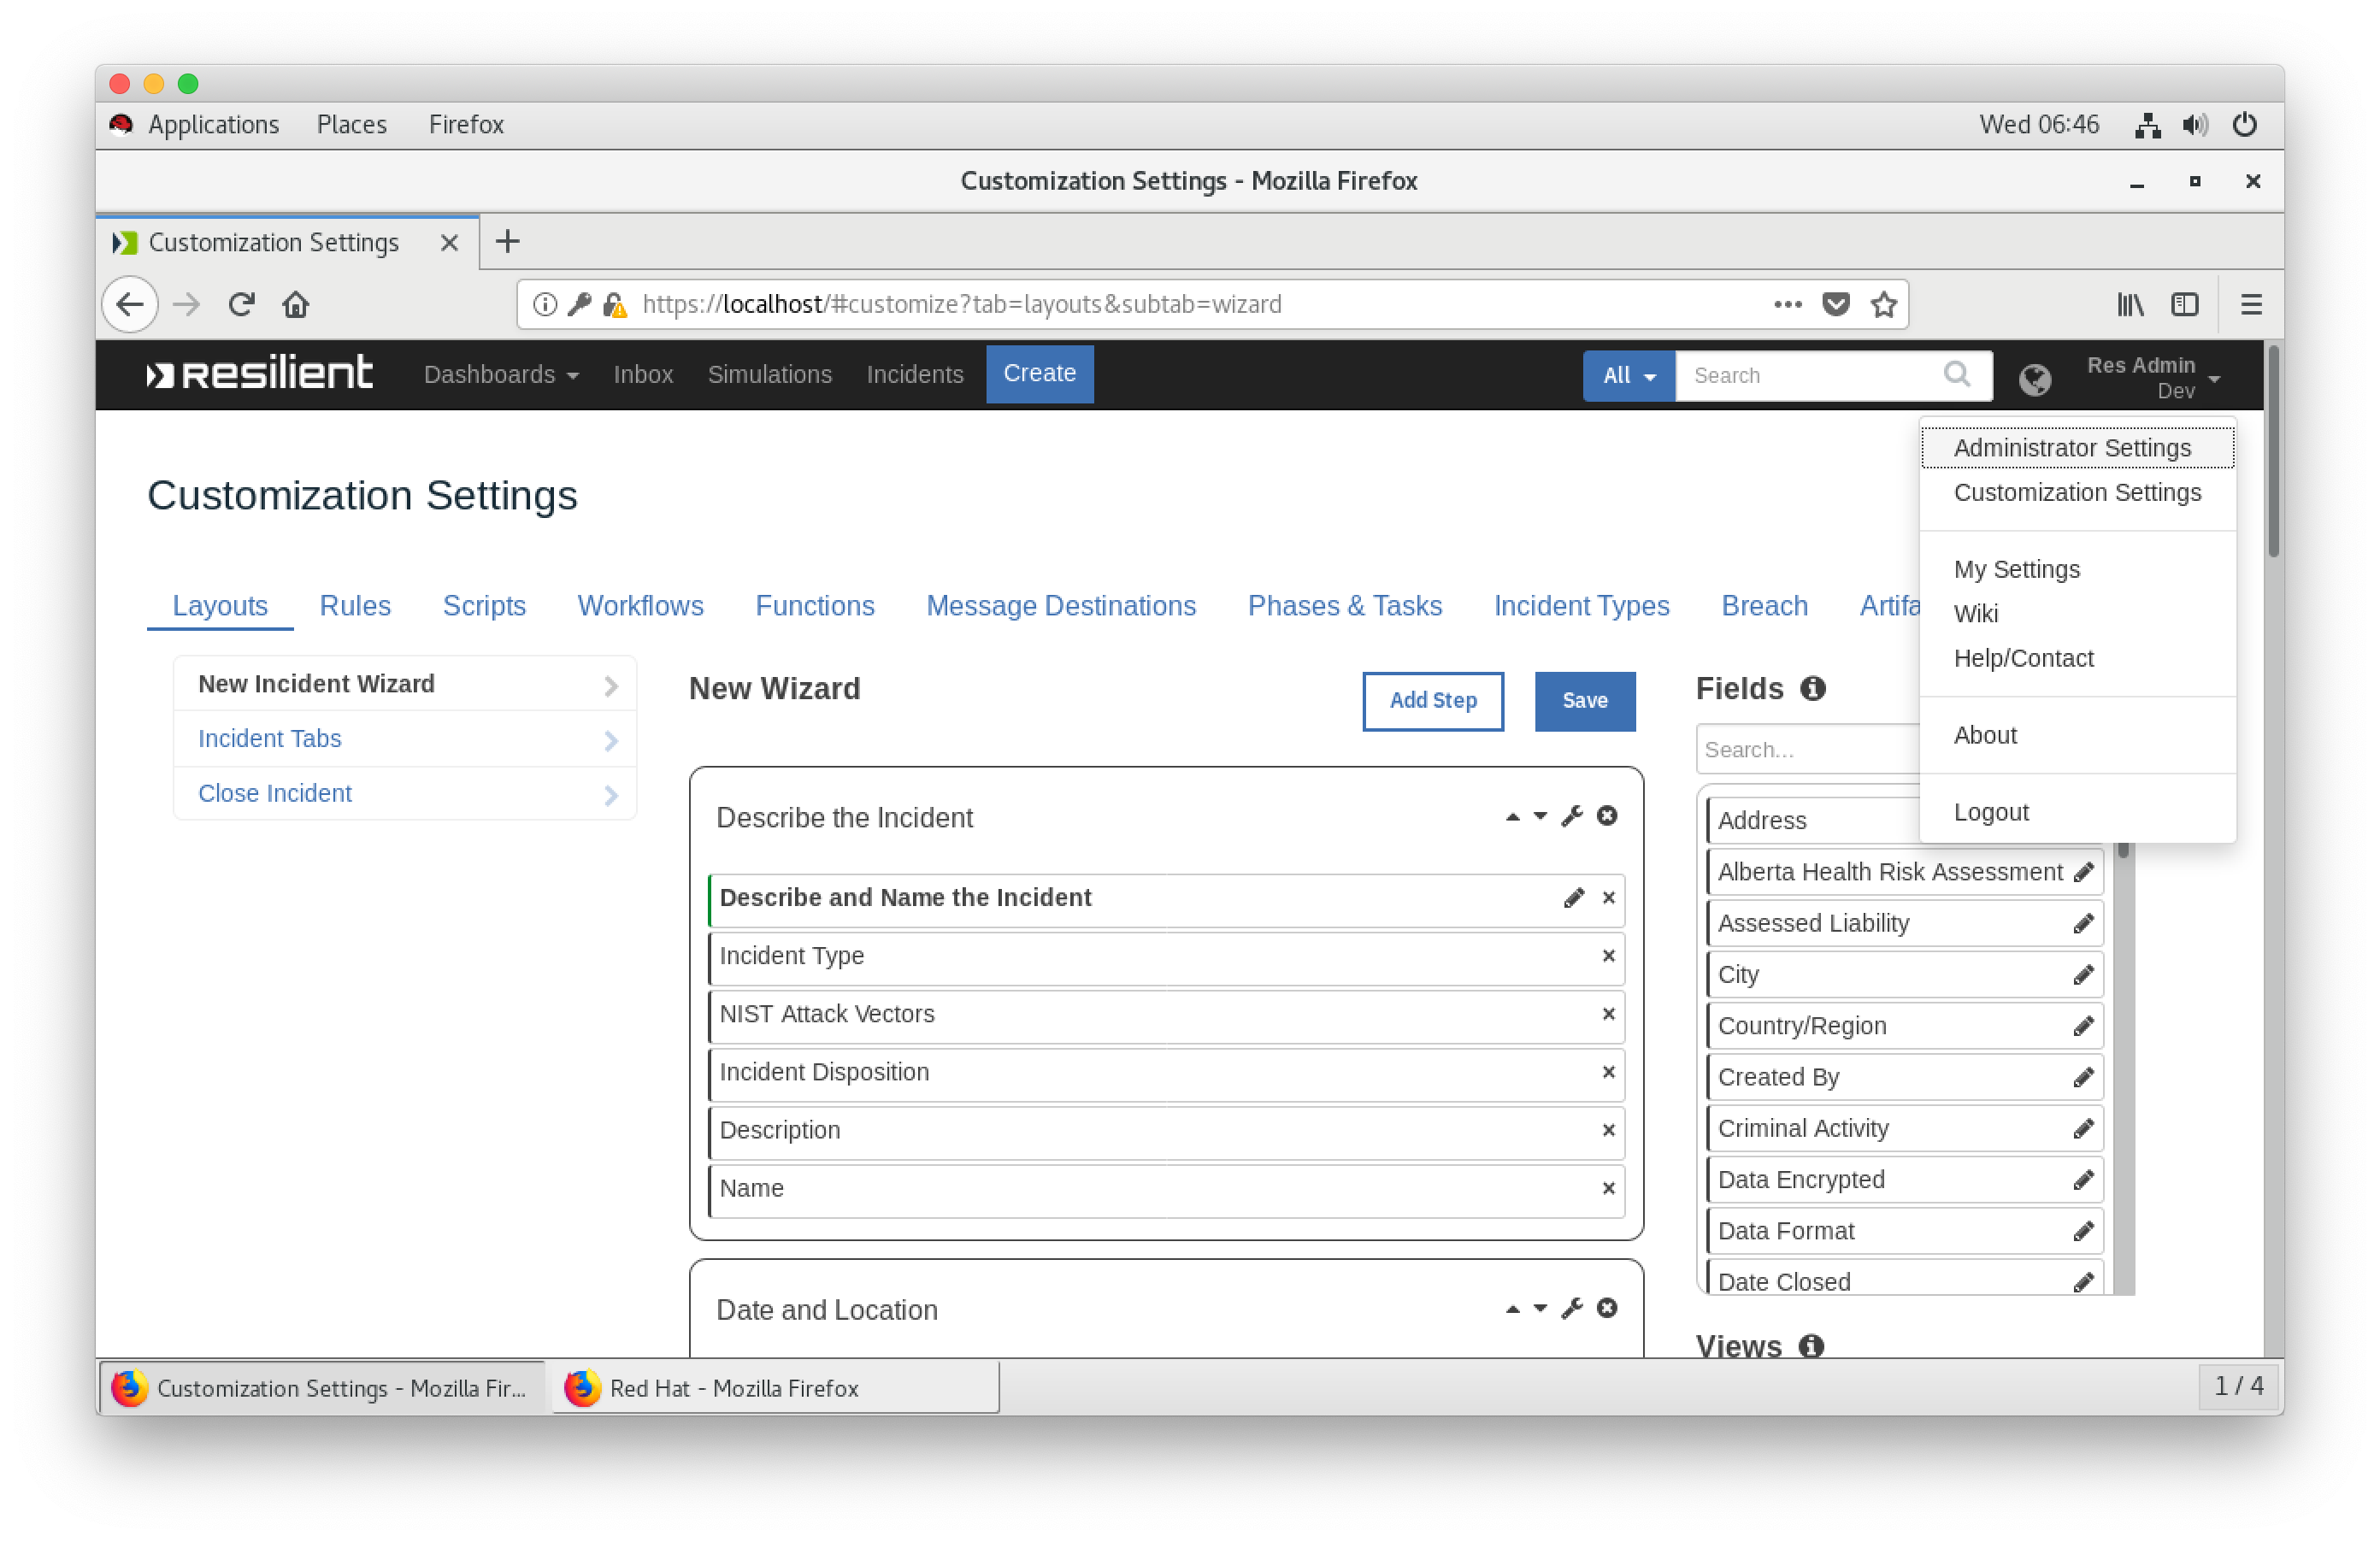 Applications Places Firefox Wed 06:46
Customization Settings - Mozilla Firefox
Customization Settings
https://localhost/#customize?tab=layouts&subtab=wizard
resilient Dashboards Inbox Simulations Incidents Create All Search Res Admin
Dev
Administrator Settings
Customization Settings
My Settings
Wiki
Help/Contact
About
Logout
Customization Settings
Layouts Rules Scripts Workflows Functions Message Destinations Phases & Tasks Incident Types Breach Artifa
New Incident Wizard
Incident Tabs
Close Incident
New Wizard Add Step Save
Describe the Incident
Describe and Name the Incident
Incident Type
NIST Attack Vectors
Incident Disposition
Description
Name
Date and Location
Fields
Search...
Address
Alberta Health Risk Assessment
Assessed Liability
City
Country/Region
Created By
Criminal Activity
Data Encrypted
Data Format
Date Closed
Views
Customization Settings - Mozilla Fir... Red Hat - Mozilla Firefox 1 / 4